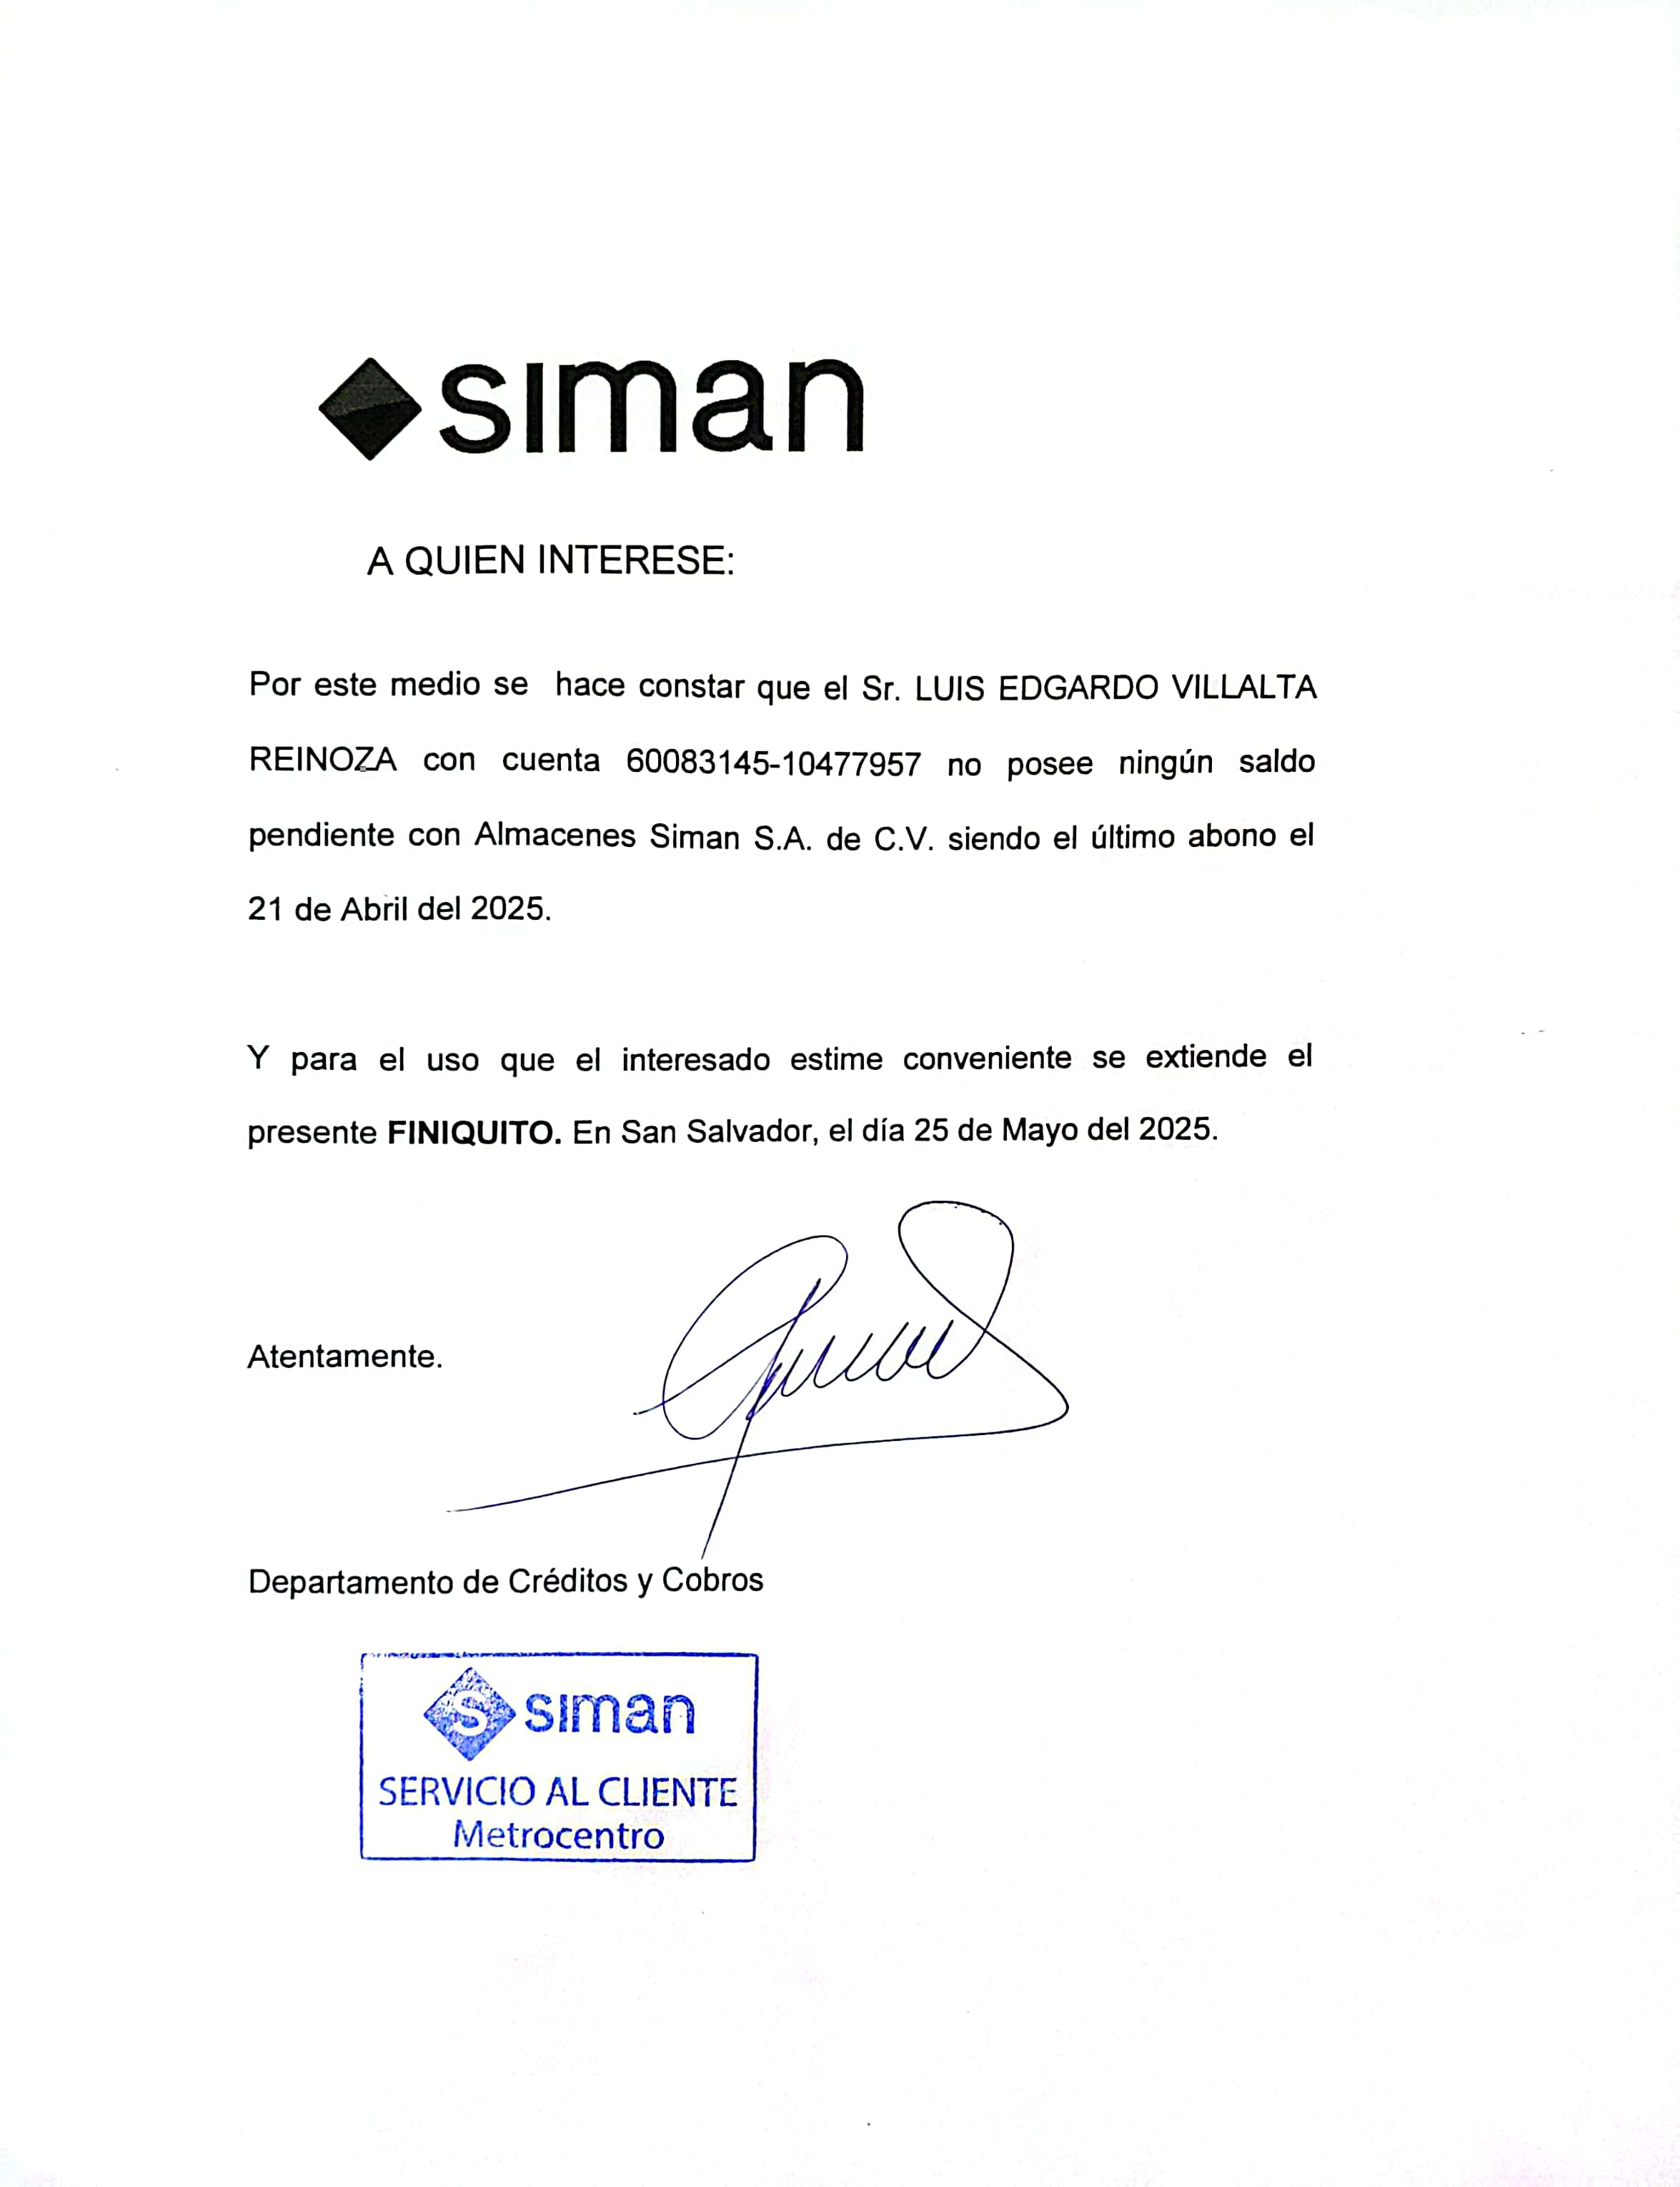 siman
A QUIEN INTERESE:
Por este medio se hace constar que el Sr. LUIS EDGARDO VILLALTA
REINOZA con cuenta 60083145-10477957 no posee ningún saldo
pendiente con Almacenes Siman S.A. de C.V. siendo el último abono el
21 de Abril del 2025.
Y para el uso que el interesado estime conveniente se extiende el
presente FINIQUITO. En San Salvador, el día 25 de Mayo del 2025.
Atentamente.
Departamento de Créditos y Cobros
S siman
SERVICIO AL CLIENTE
Metrocentro